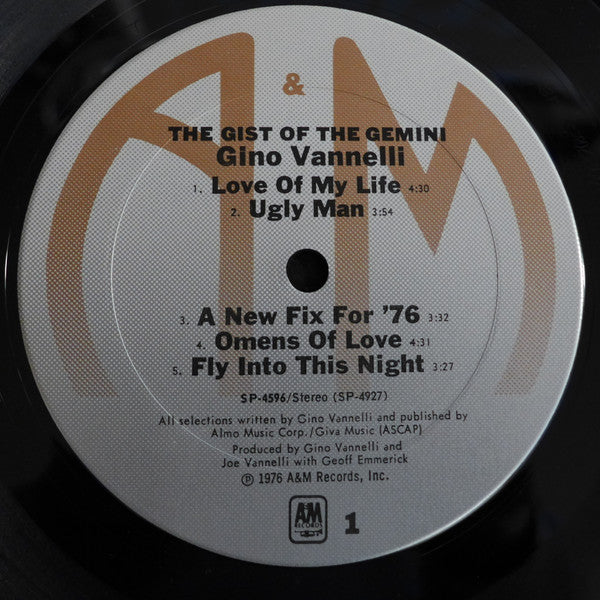 A & M
THE GIST OF THE GEMINI
Gino Vannelli
1. Love Of My Life 4:30
2. Ugly Man 3:54
3. A New Fix For '76 3:32
4. Omens Of Love 4:31
5. Fly Into This Night 3:27
SP-4596/Stereo (SP-4927)
All selections written by Gino Vannelli and published by
Almo Music Corp./Giva Music (ASCAP)
Produced by Gino Vannelli and
Joe Vannelli with Geoff Emmerick
℗ 1976 A&M Records, Inc.
A&M
RECORDS
1